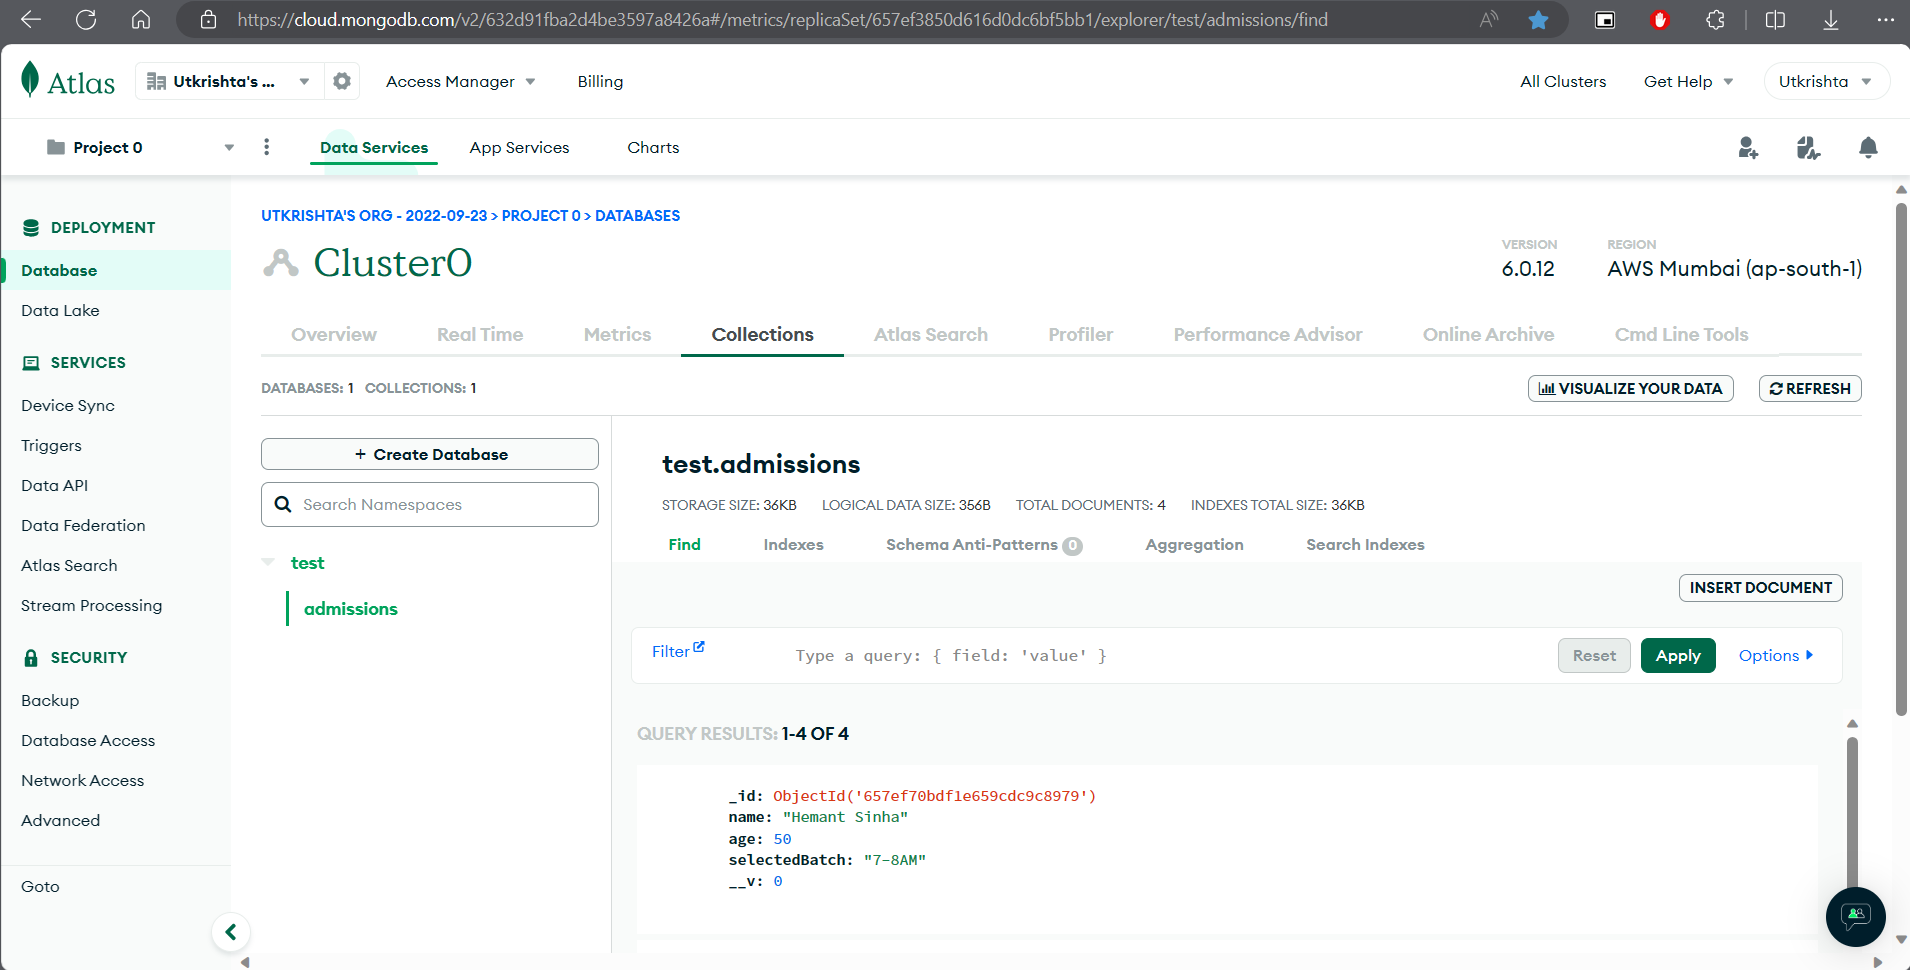 https://cloud.mongodb.com/v2/632d91fba2d4be3597a8426a#/metrics/replicaSet/657ef3850d616d0dc6bf5bb1/explorer/test/admissions/find
Atlas
Utkrishta's ...
Access Manager
Billing
All Clusters
Get Help
Utkrishta
Project 0
Data Services
App Services
Charts
DEPLOYMENT
Database
Data Lake
SERVICES
Device Sync
Triggers
Data API
Data Federation
Atlas Search
Stream Processing
SECURITY
Backup
Database Access
Network Access
Advanced
Goto
UTKRISHTA'S ORG - 2022-09-23 > PROJECT 0 > DATABASES
Cluster0
VERSION
6.0.12
REGION
AWS Mumbai (ap-south-1)
Overview
Real Time
Metrics
Collections
Atlas Search
Profiler
Performance Advisor
Online Archive
Cmd Line Tools
DATABASES: 1 COLLECTIONS: 1
VISUALIZE YOUR DATA
REFRESH
+ Create Database
Search Namespaces
test
admissions
test.admissions
STORAGE SIZE: 36KB LOGICAL DATA SIZE: 356B TOTAL DOCUMENTS: 4 INDEXES TOTAL SIZE: 36KB
Find
Indexes
Schema Anti-Patterns 0
Aggregation
Search Indexes
INSERT DOCUMENT
Filter
Type a query: { field: 'value' }
Reset
Apply
Options
QUERY RESULTS: 1-4 OF 4
_id: ObjectId('657ef70bdf1e659cdc9c8979')
name: "Hemant Sinha"
age: 50
selectedBatch: "7-8AM"
__v: 0